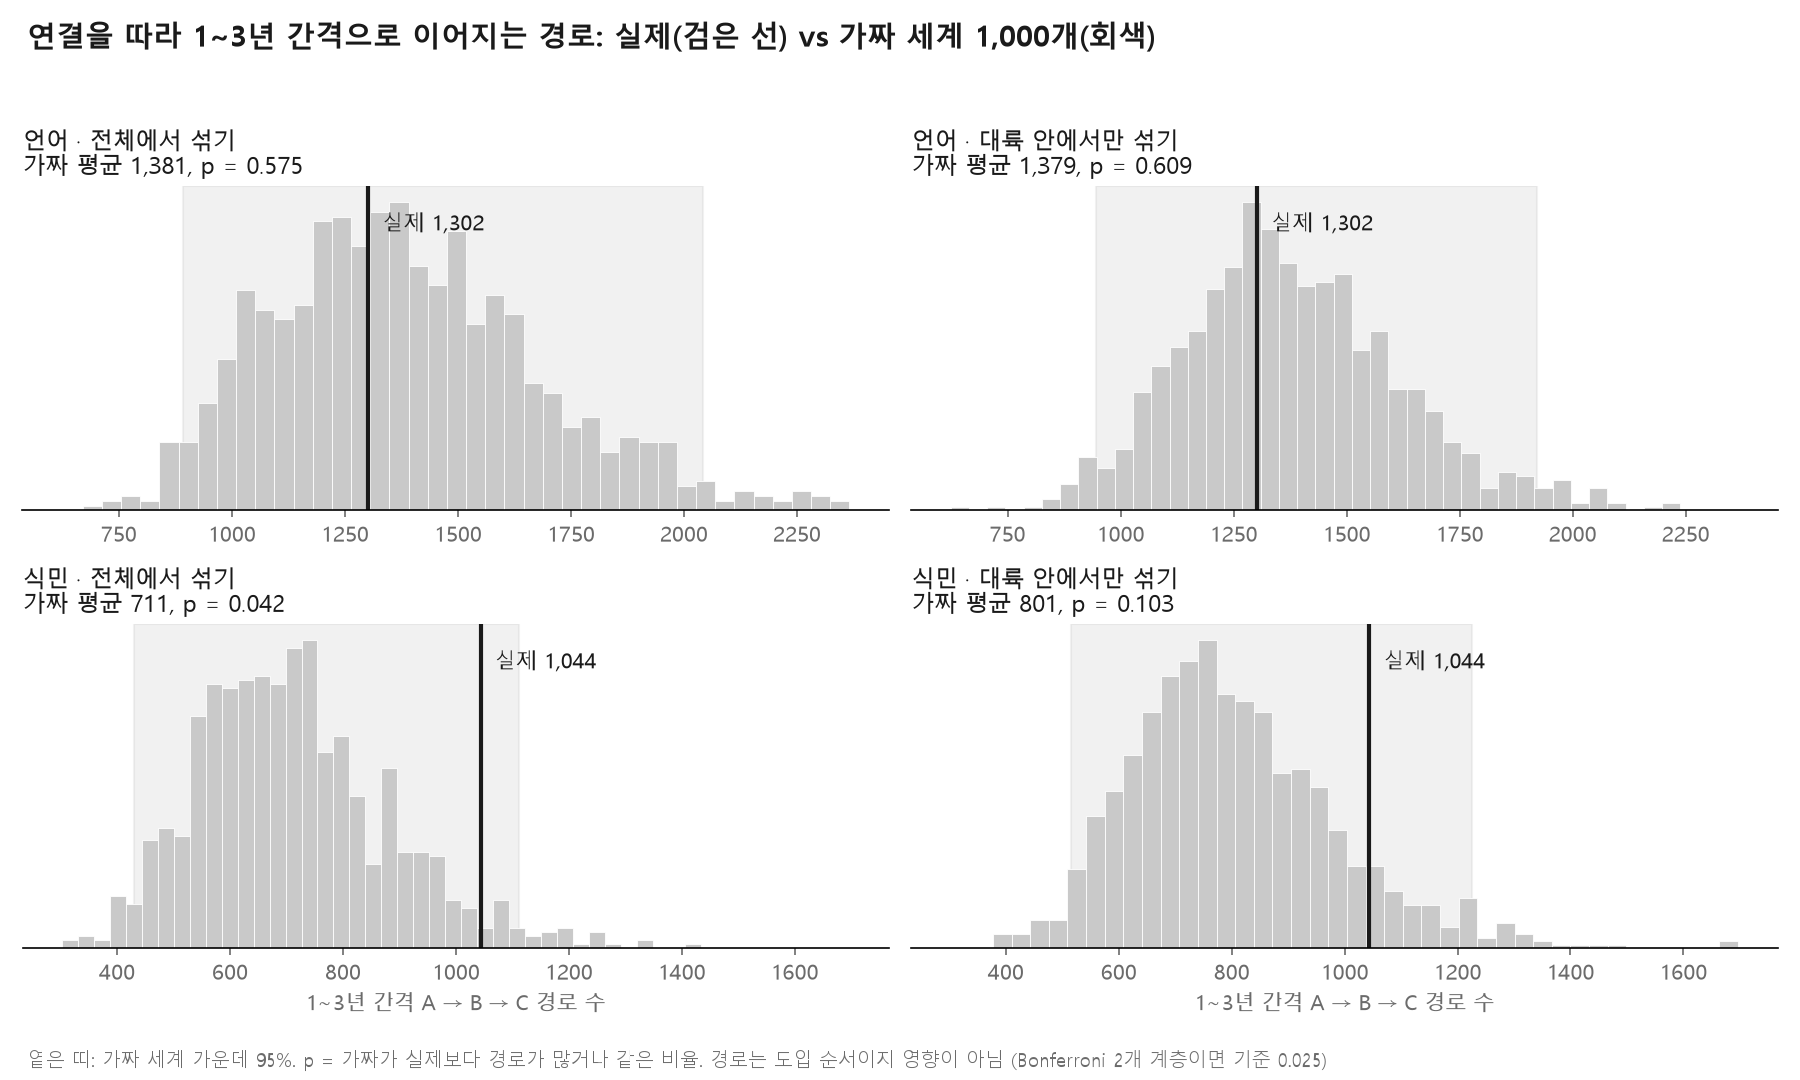 연결을 따라 1~3년 간격으로 이어지는 경로: 실제(검은 선) vs 가짜 세계 1,000개(회색)
언어 · 전체에서 섞기
가짜 평균 1,381, p = 0.575
실제 1,302
750 1000 1250 1500 1750 2000 2250
언어 · 대륙 안에서만 섞기
가짜 평균 1,379, p = 0.609
실제 1,302
750 1000 1250 1500 1750 2000 2250
식민 · 전체에서 섞기
가짜 평균 711, p = 0.042
실제 1,044
400 600 800 1000 1200 1400 1600
1~3년 간격 A → B → C 경로 수
식민 · 대륙 안에서만 섞기
가짜 평균 801, p = 0.103
실제 1,044
400 600 800 1000 1200 1400 1600
1~3년 간격 A → B → C 경로 수
옅은 띠: 가짜 세계 가운데 95%. p = 가짜가 실제보다 경로가 많거나 같은 비율. 경로는 도입 순서이지 영향이 아님 (Bonferroni 2개 계층이면 기준 0.025)